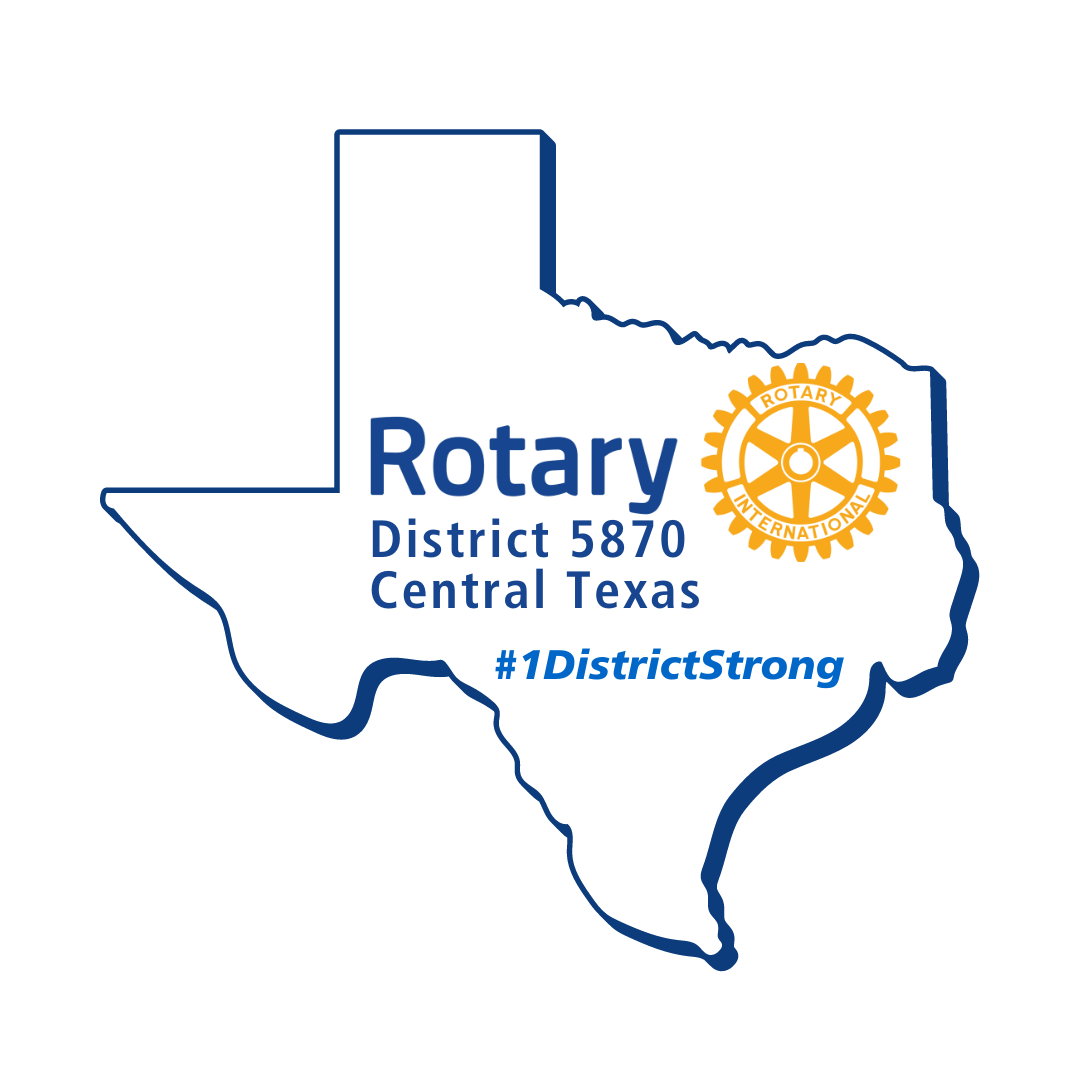 Rotary
District 5870
Central Texas
ROTARY
INTERNATIONAL
#1DistrictStrong